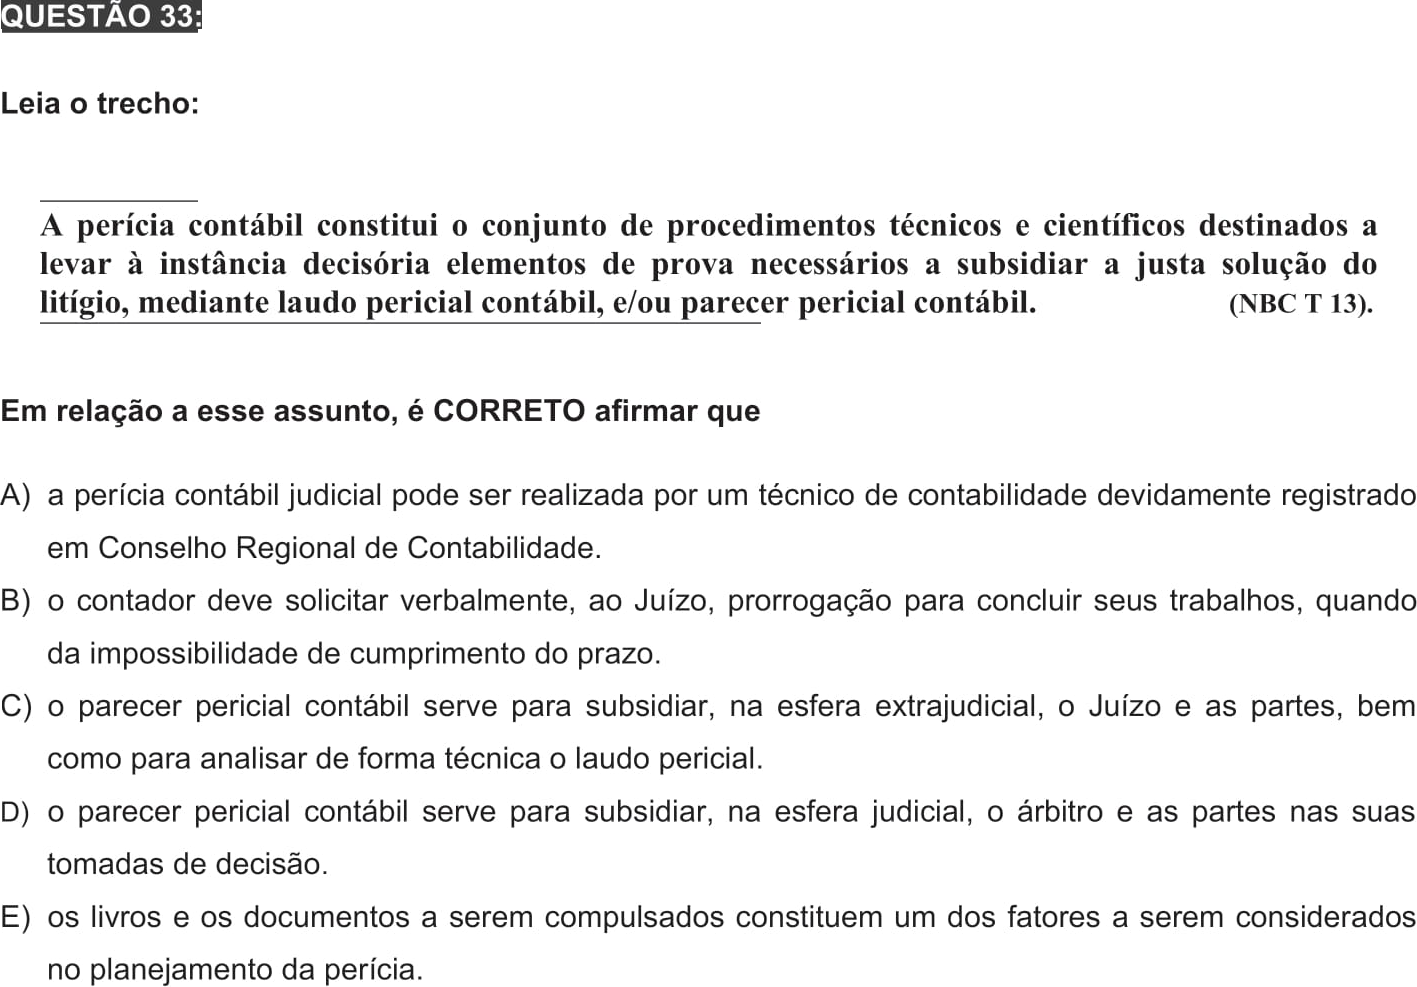 QUESTÃO 33:
Leia o trecho:
A perícia contábil constitui o conjunto de procedimentos técnicos e científicos destinados a
levar à instância decisória elementos de prova necessários a subsidiar a justa solução do
litígio, mediante laudo pericial contábil, e/ou parecer pericial contábil. (NBC T 13).
Em relação a esse assunto, é CORRETO afirmar que
A) a perícia contábil judicial pode ser realizada por um técnico de contabilidade devidamente registrado
em Conselho Regional de Contabilidade.
B) o contador deve solicitar verbalmente, ao Juízo, prorrogação para concluir seus trabalhos, quando
da impossibilidade de cumprimento do prazo.
C) o parecer pericial contábil serve para subsidiar, na esfera extrajudicial, o Juízo e as partes, bem
como para analisar de forma técnica o laudo pericial.
D) o parecer pericial contábil serve para subsidiar, na esfera judicial, o árbitro e as partes nas suas
tomadas de decisão.
E) os livros e os documentos a serem compulsados constituem um dos fatores a serem considerados
no planejamento da perícia.